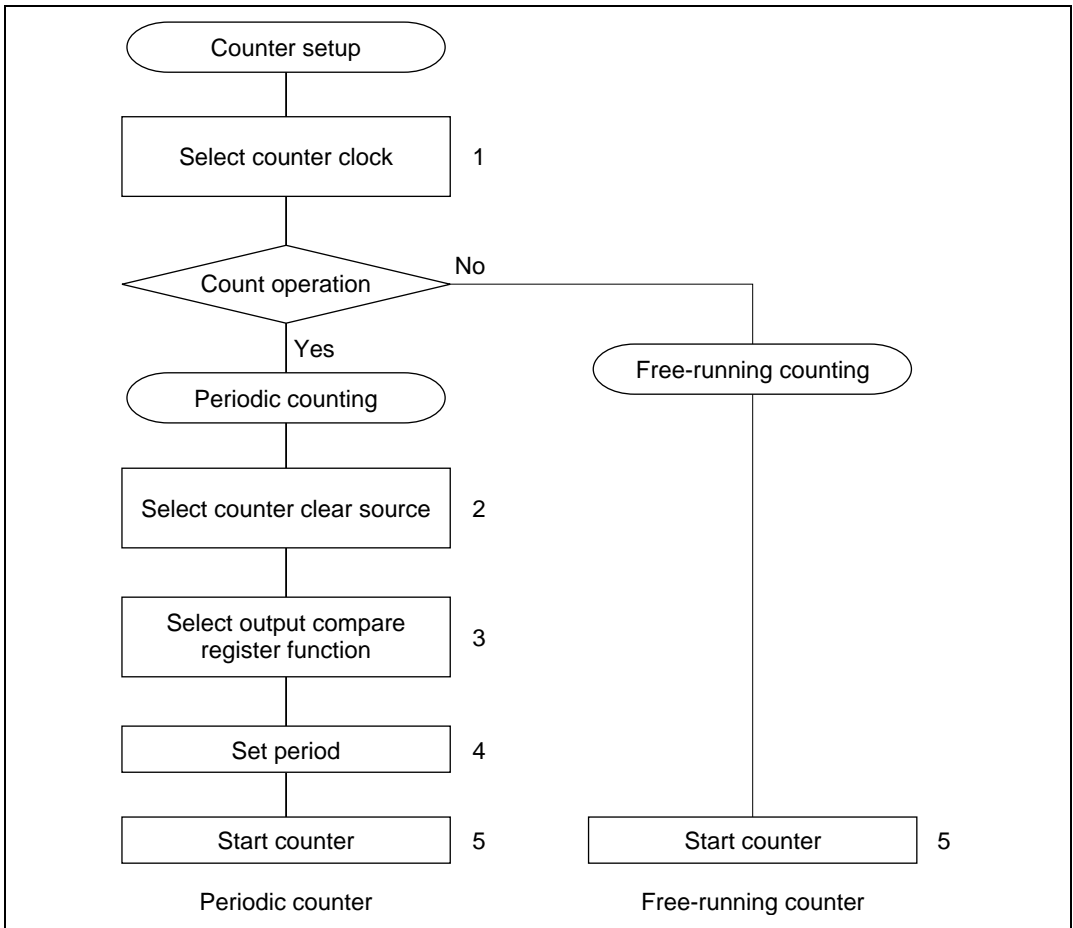 Counter setup
Select counter clock
1
Count operation
No
Yes
Free-running counting
Periodic counting
Select counter clear source
2
Select output compare
register function
3
Set period
4
Start counter
5
Start counter
5
Periodic counter
Free-running counter